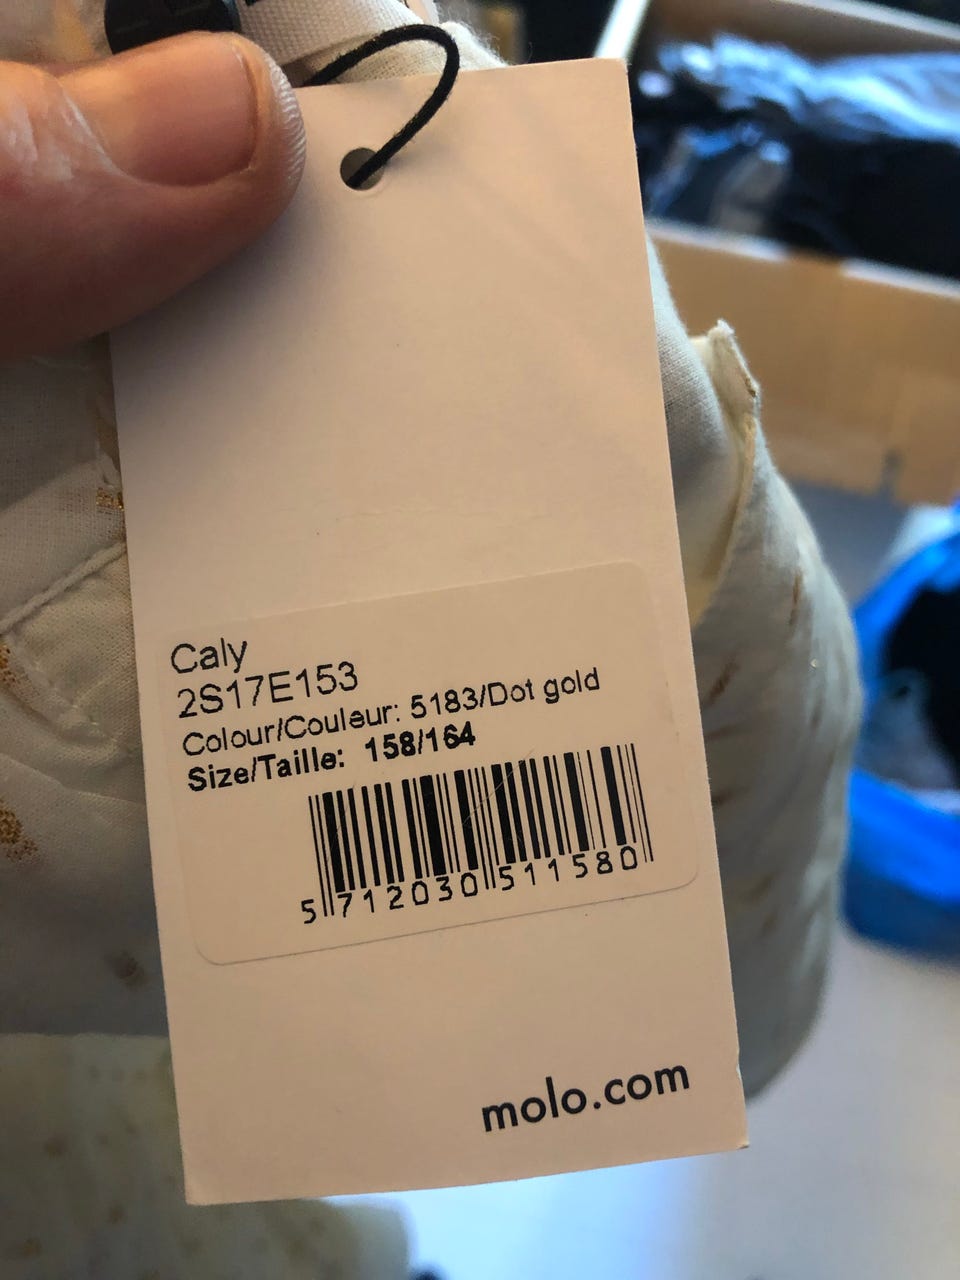 Caly
2S17E153
Colour/Couleur: 5183/Dot gold
Size/Taille: 158/164
5 712030 511580
molo.com